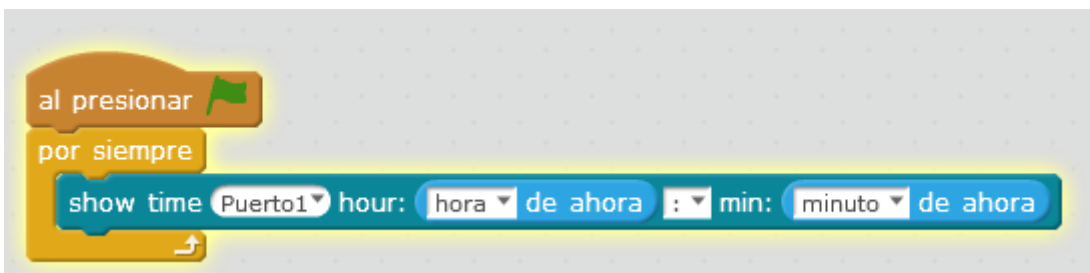 al presionar
por siempre
show time Puerto1 hour: hora de ahora : min: minuto de ahora